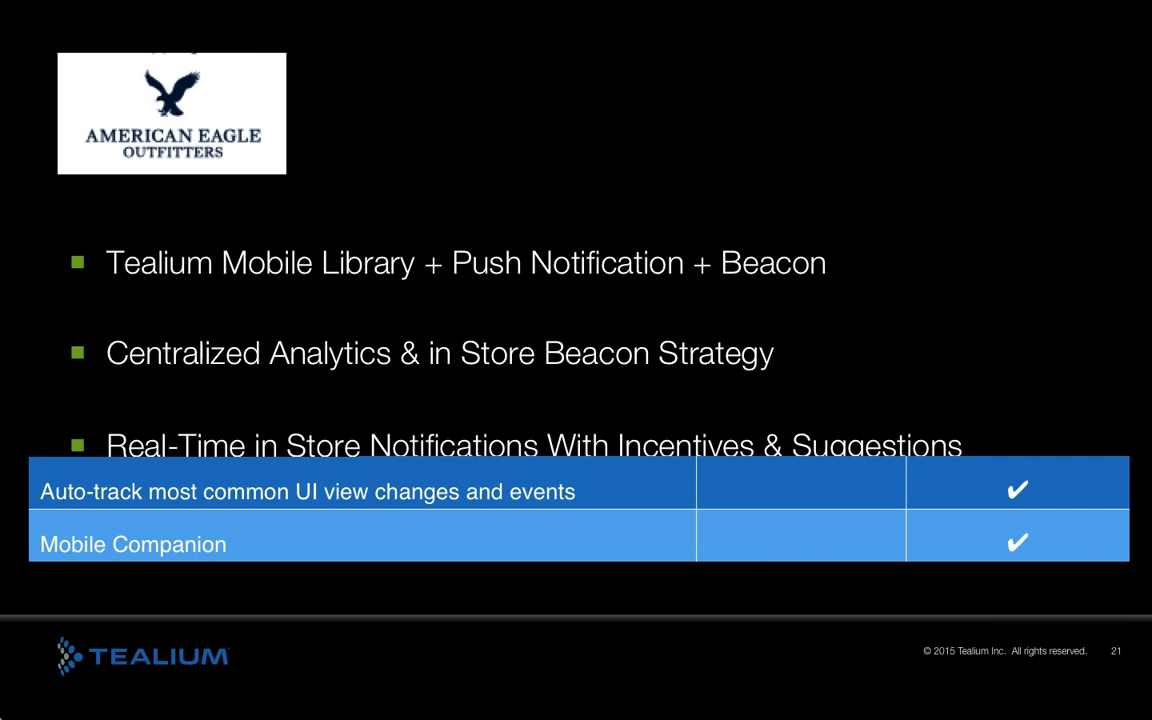 AMERICAN EAGLE
OUTFITTERS
Tealium Mobile Library + Push Notification + Beacon
Centralized Analytics & in Store Beacon Strategy
Real-Time in Store Notifications With Incentives & Suggestions
Auto-track most common UI view changes and events ✔
Mobile Companion ✔
TEALIUM
© 2015 Tealium Inc. All rights reserved. 21